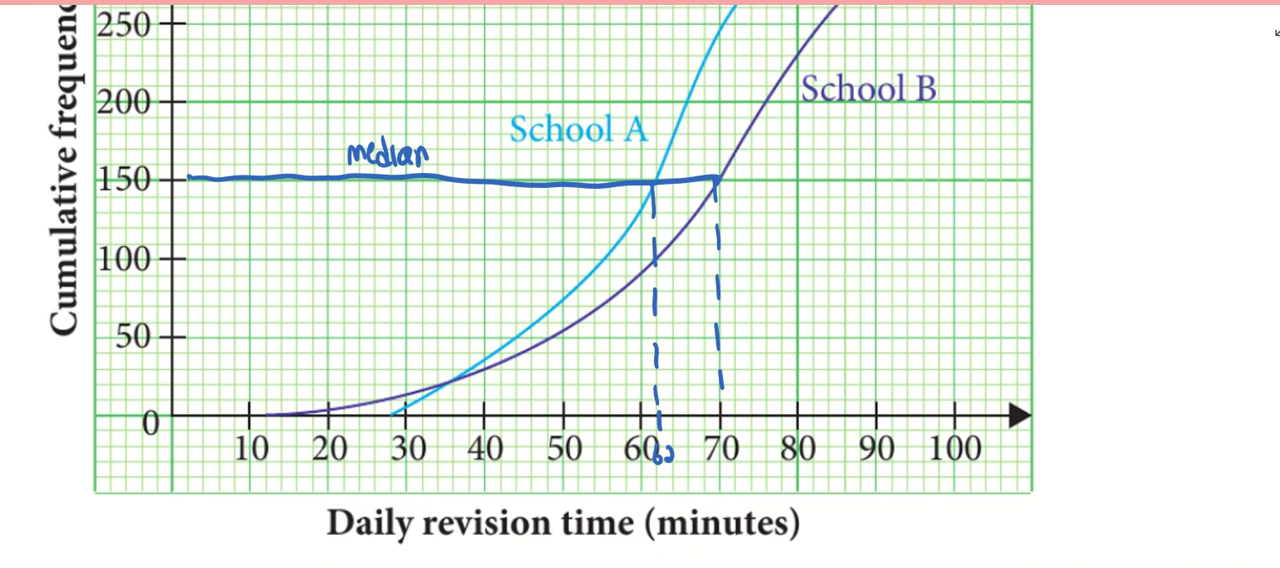 Cumulative frequenc
250
200
150
100
50
0
School A
School B
median
10 20 30 40 50 60 70 80 90 100
62
Daily revision time (minutes)